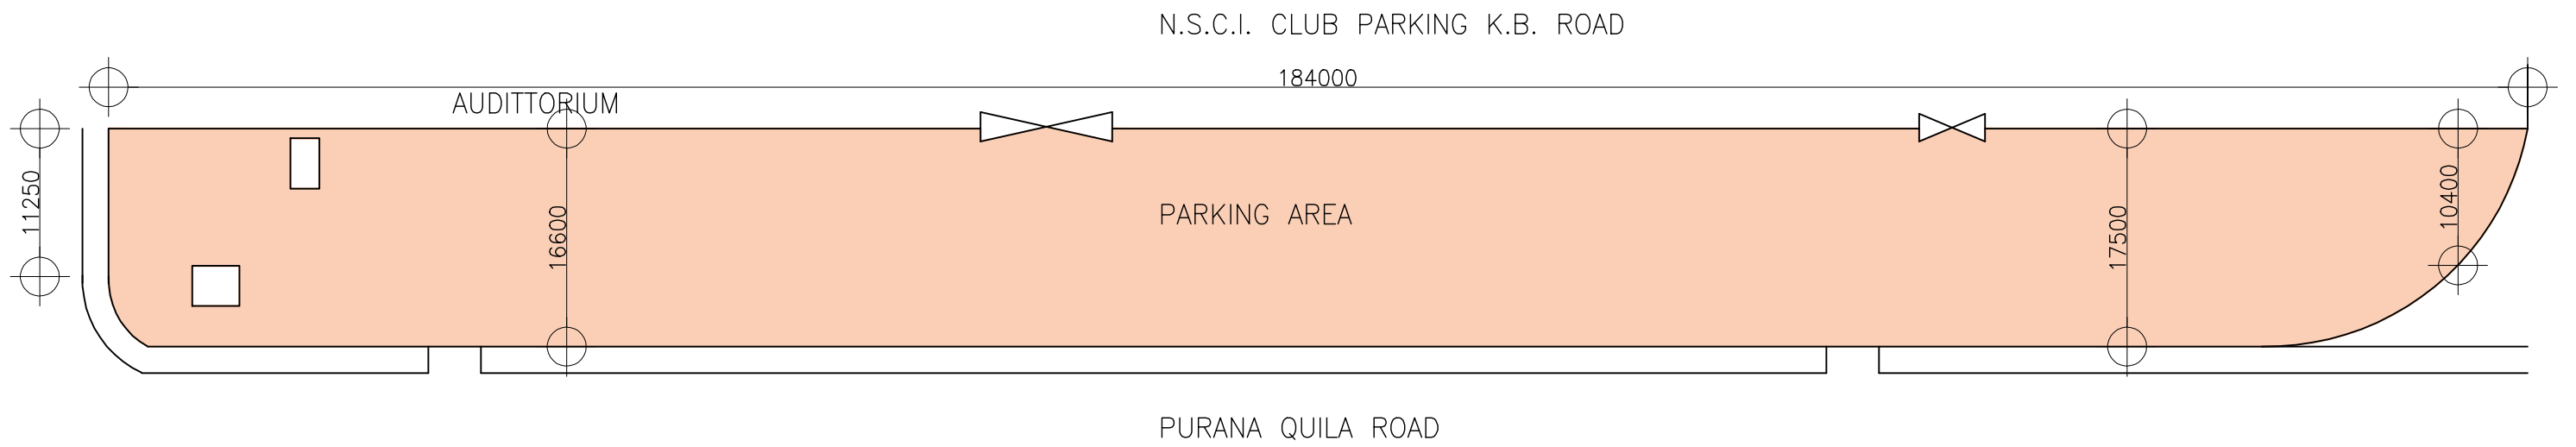 N.S.C.I. CLUB PARKING K.B. ROAD
184000
AUDITTORIUM
11250
16600
PARKING AREA
17500
10400
PURANA QUILA ROAD